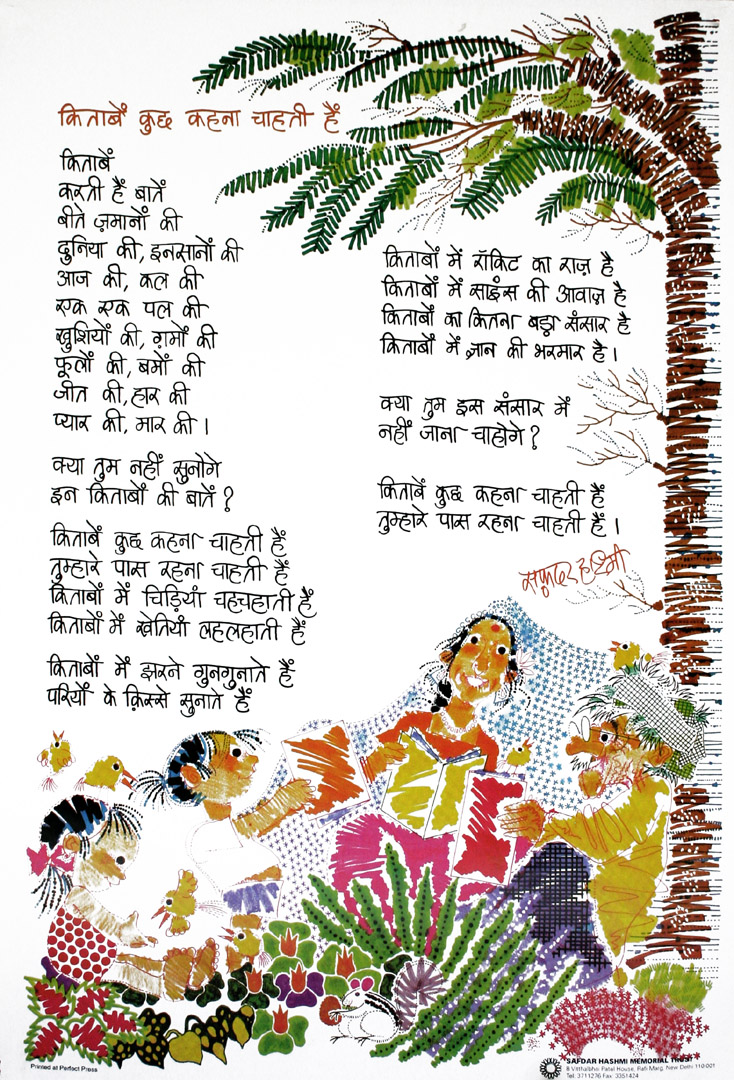 किताबें कुछ कहना चाहती हैं
किताबें
करती हैं बातें
बीते ज़मानों की
दुनिया की, इनसानों की
आज की, कल की
एक एक पल की
खुशियों की, ग़मों की
फूलों की, बमों की
जीत की, हार की
प्यार की, मार की।
क्या तुम नहीं सुनोगे
इन किताबों की बातें?
किताबें कुछ कहना चाहती हैं
तुम्हारे पास रहना चाहती हैं
किताबों में चिड़ियाँ चहचहाती हैं
किताबों में खेतियाँ लहलहाती हैं
किताबों में झरने गुनगुनाते हैं
परियों के क़िस्से सुनाते हैं
किताबों में रॉकिट का राज़ है
किताबों में साइंस की आवाज़ है
किताबों का कितना बड़ा संसार है
किताबों में ज्ञान की भरमार है।
क्या तुम इस संसार में
नहीं जाना चाहोगे?
किताबें कुछ कहना चाहती हैं
तुम्हारे पास रहना चाहती हैं।
सफ़दर हाशमी
Printed at Perfect Press
SAFDAR HASHMI MEMORIAL TRUST
8 Vitthalbhai Patel House, Rafi Marg, New Delhi 110 001
Tel. 3711276 Fax 3351424